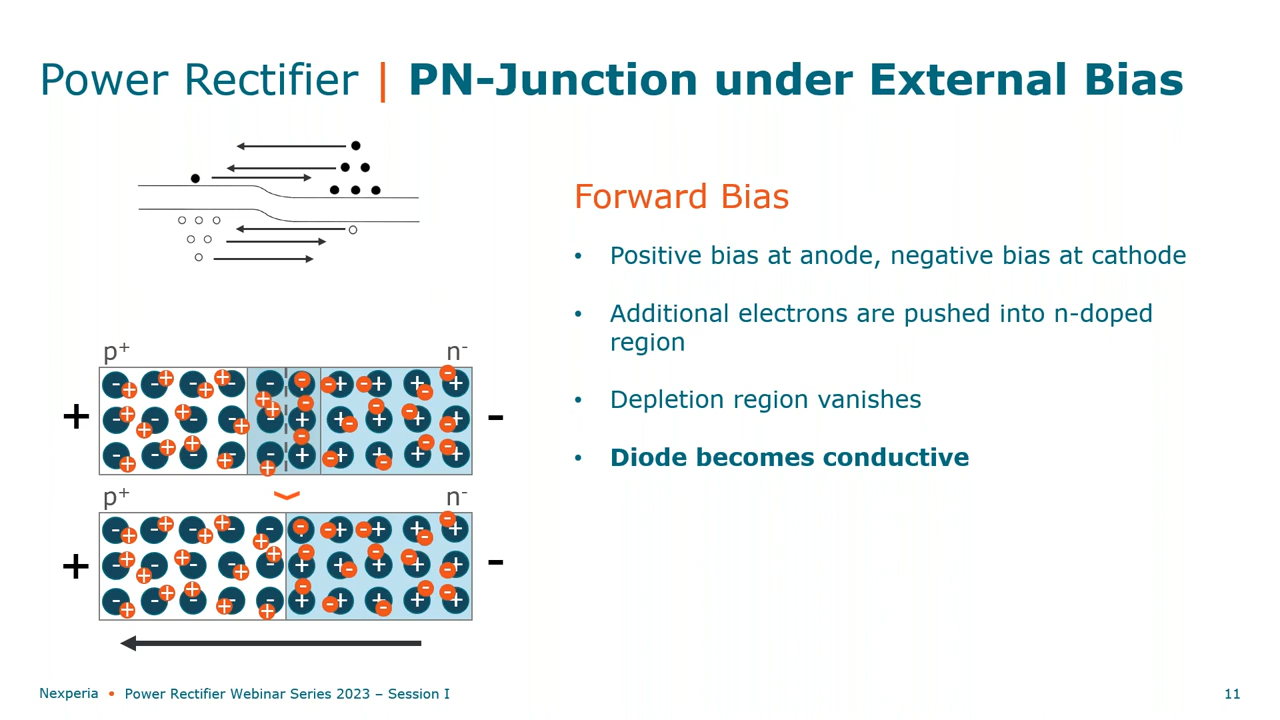 Power Rectifier | PN-Junction under External Bias
Forward Bias
• Positive bias at anode, negative bias at cathode
• Additional electrons are pushed into n-doped
region
• Depletion region vanishes
• Diode becomes conductive
p⁺ n⁻
+ -
p⁺ n⁻
+ -
Nexperia • Power Rectifier Webinar Series 2023 – Session I 11